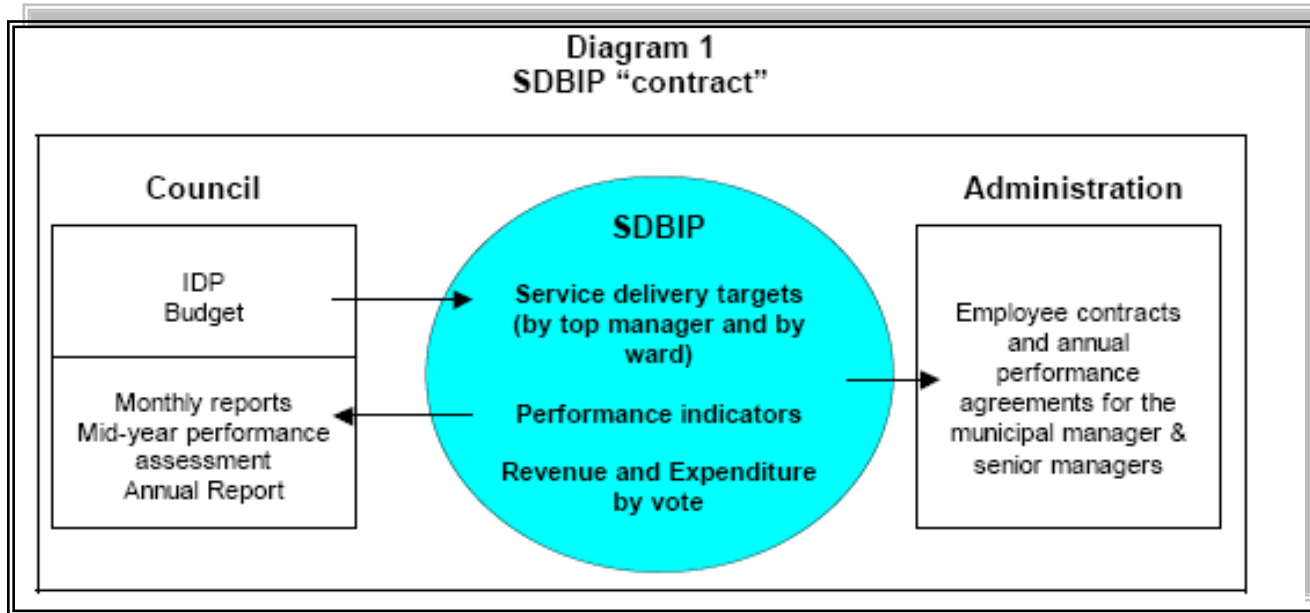 Diagram 1
SDBIP “contract”
Council
IDP
Budget
Monthly reports
Mid-year performance
assessment
Annual Report
SDBIP
Service delivery targets
(by top manager and by
ward)
Performance indicators
Revenue and Expenditure
by vote
Administration
Employee contracts
and annual
performance
agreements for the
municipal manager &
senior managers